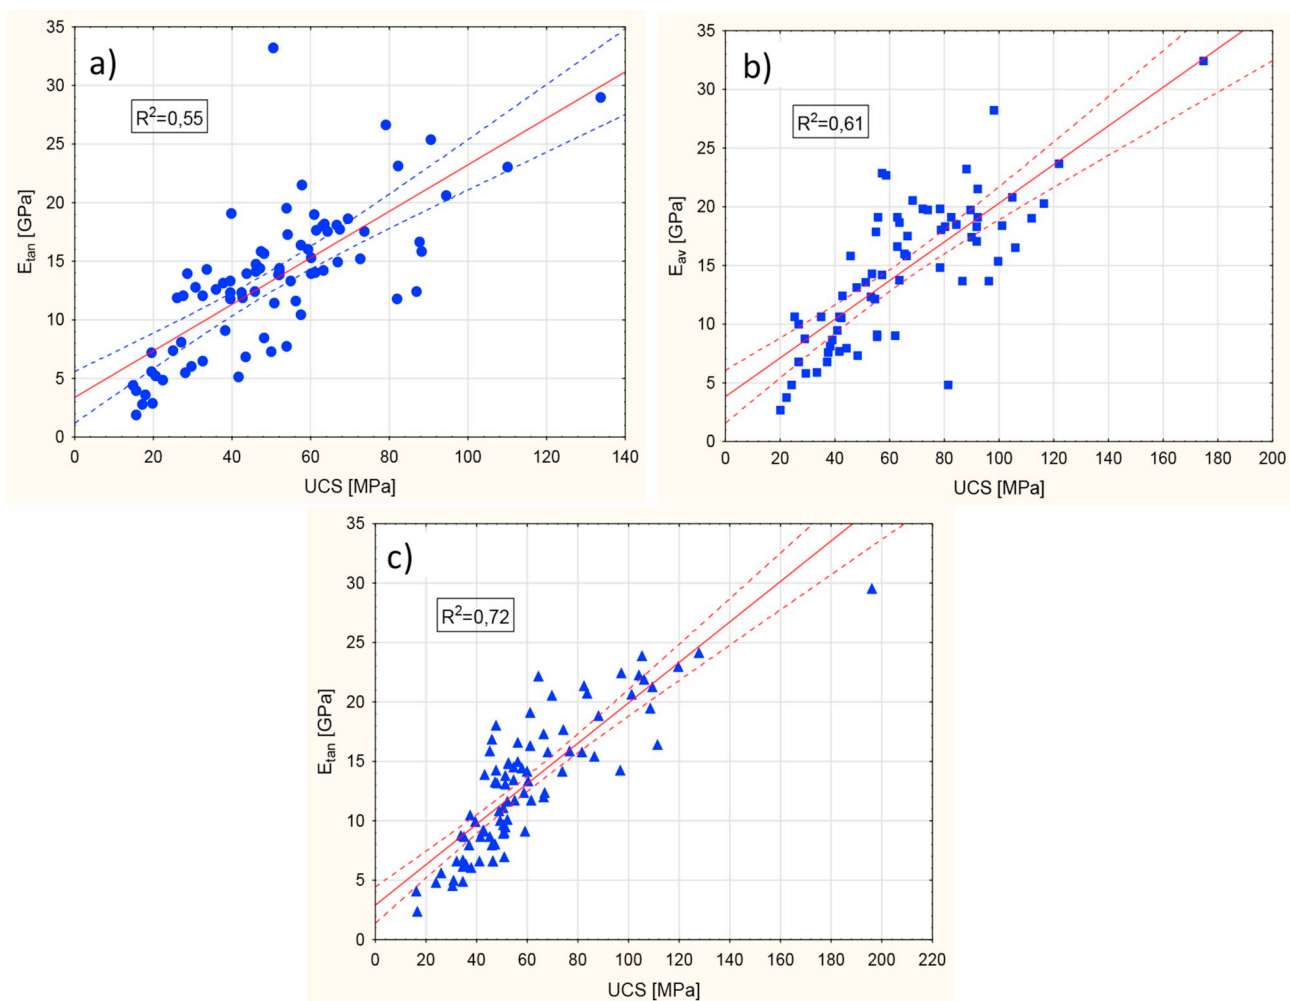 a)
R²=0,55
E_tan [GPa]
35
30
25
20
15
10
5
0
0 20 40 60 80 100 120 140
UCS [MPa]
b)
R²=0,61
E_av [GPa]
35
30
25
20
15
10
5
0
0 20 40 60 80 100 120 140 160 180 200
UCS [MPa]
c)
R²=0,72
E_tan [GPa]
35
30
25
20
15
10
5
0
0 20 40 60 80 100 120 140 160 180 200 220
UCS [MPa]